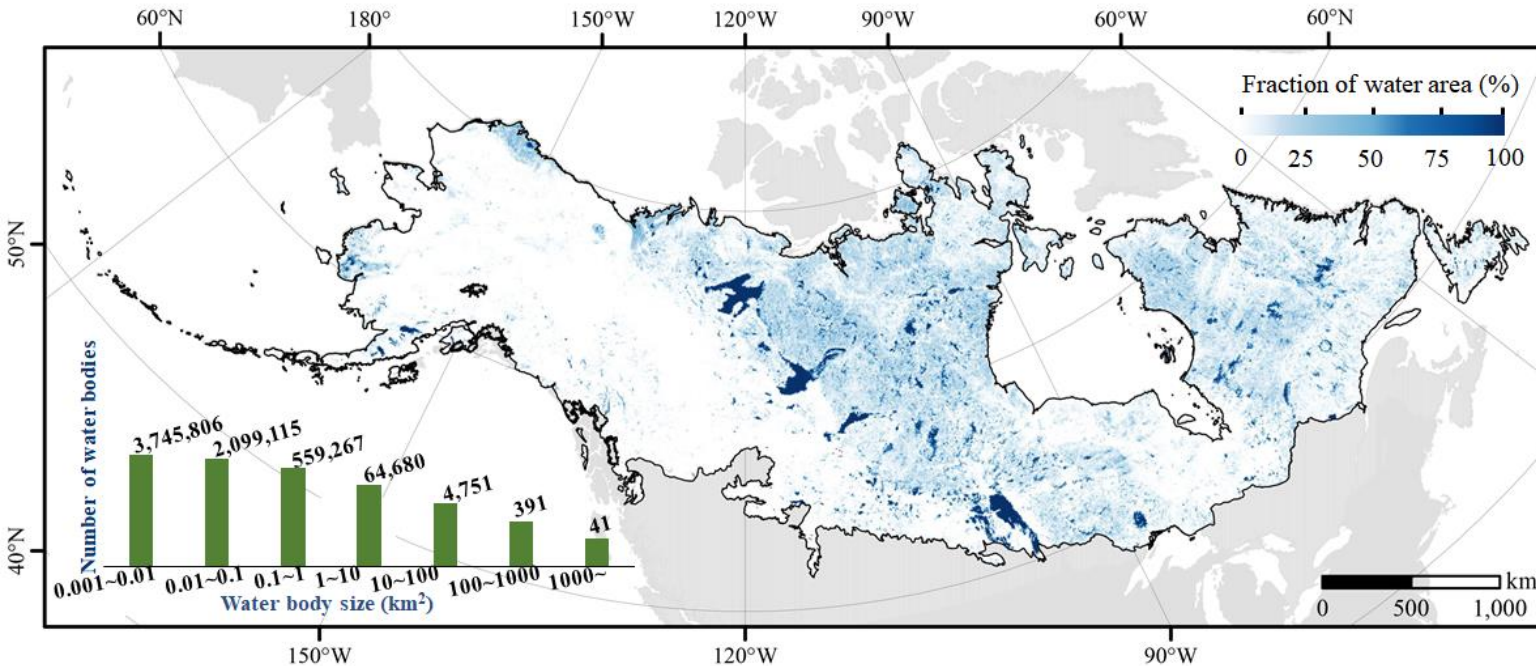 60°N 180° 150°W 120°W 90°W 60°W 60°N
Fraction of water area (%)
0 25 50 75 100
50°N
40°N
Number of water bodies
3,745,806
2,099,115
559,267
64,680
4,751
391
41
0.001~0.01 0.01~0.1 0.1~1 1~10 10~100 100~1000 1000~
Water body size (km²)
km
0 500 1,000
150°W 120°W 90°W